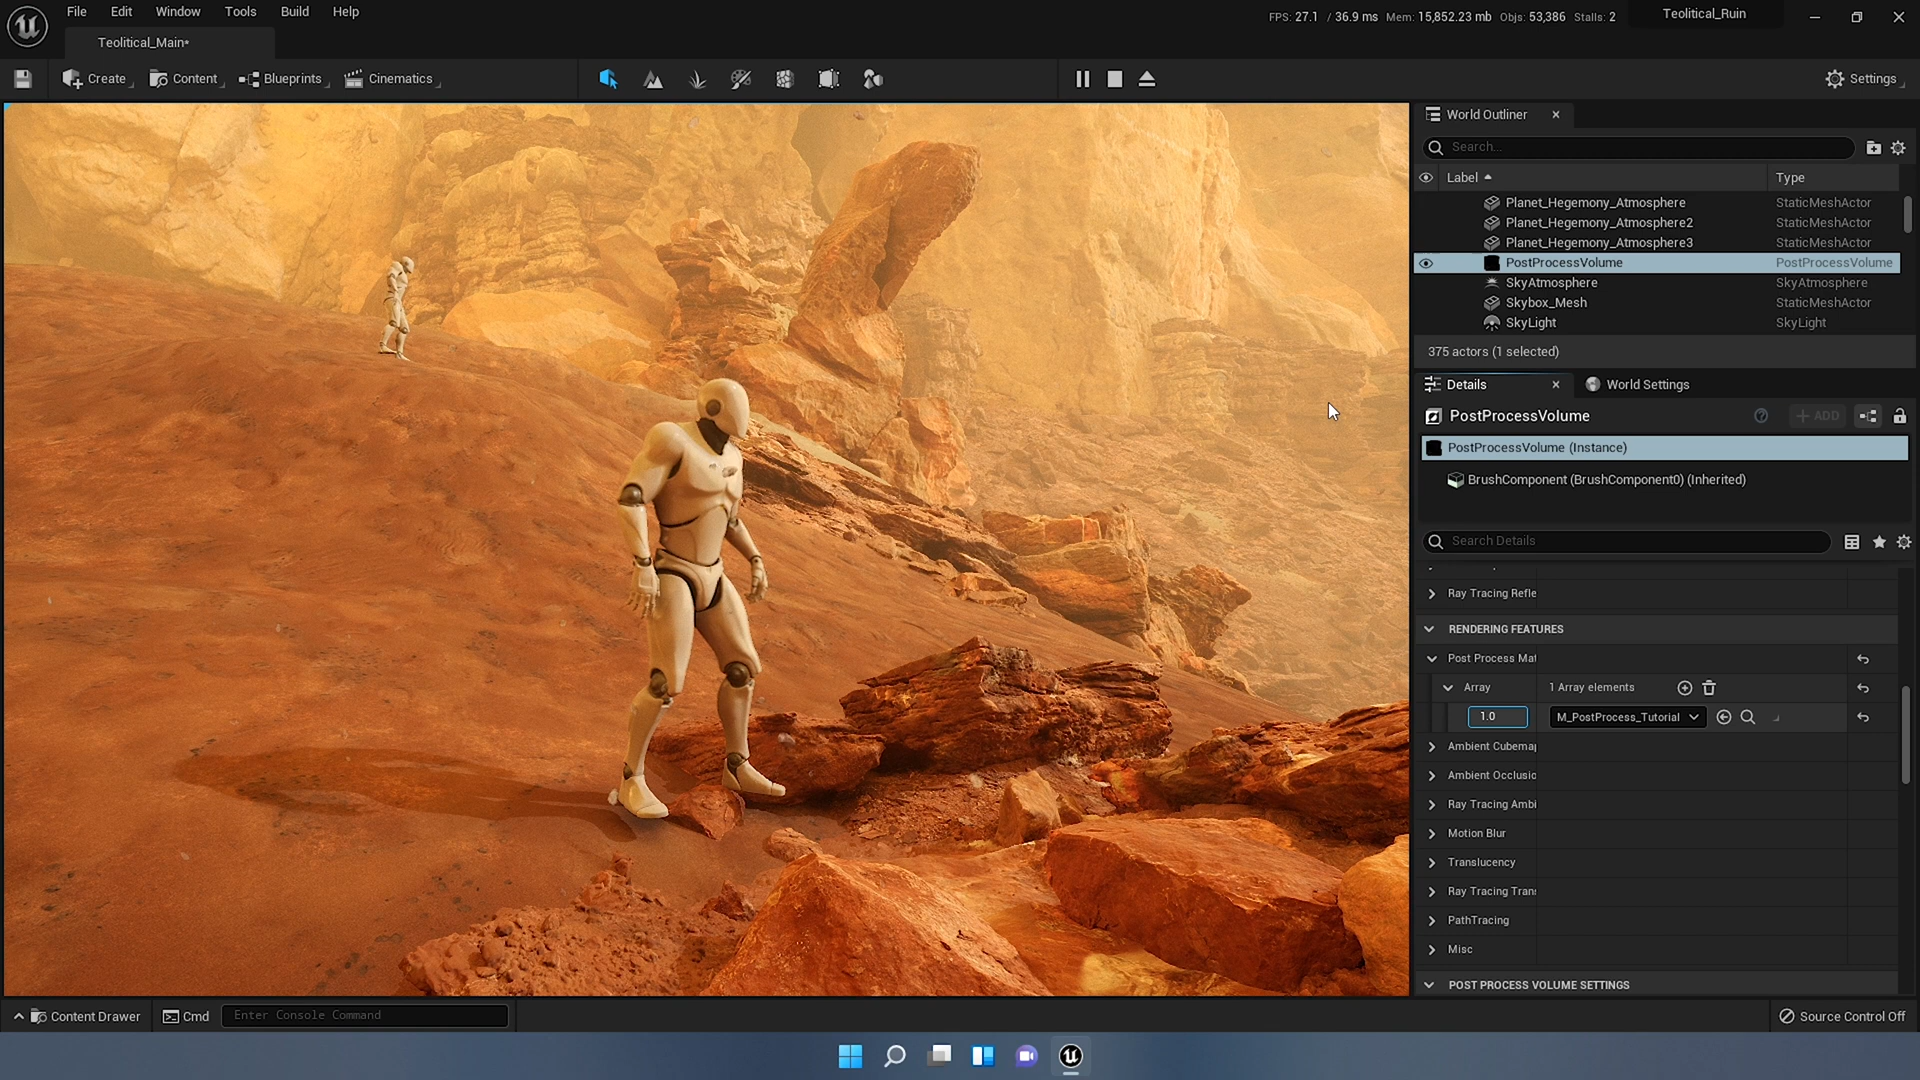 File Edit Window Tools Build Help
FPS: 27.1 / 36.9 ms Mem: 15,852.23 mb Objs: 53,386 Stalls: 2
Teolitical_Ruin
Teolitical_Main*
Create Content Blueprints Cinematics
Settings
World Outliner
Search...
Label Type
Planet_Hegemony_Atmosphere StaticMeshActor
Planet_Hegemony_Atmosphere2 StaticMeshActor
Planet_Hegemony_Atmosphere3 StaticMeshActor
PostProcessVolume PostProcessVolume
SkyAtmosphere SkyAtmosphere
Skybox_Mesh StaticMeshActor
SkyLight SkyLight
375 actors (1 selected)
Details World Settings
PostProcessVolume + ADD
PostProcessVolume (Instance)
BrushComponent (BrushComponent0) (Inherited)
Search Details
Ray Tracing Refle
RENDERING FEATURES
Post Process Mat
Array 1 Array elements
1.0 M_PostProcess_Tutorial
Ambient Cubemap
Ambient Occlusio
Ray Tracing Ambi
Motion Blur
Translucency
Ray Tracing Trans
PathTracing
Misc
POST PROCESS VOLUME SETTINGS
Content Drawer Cmd Enter Console Command
Source Control Off